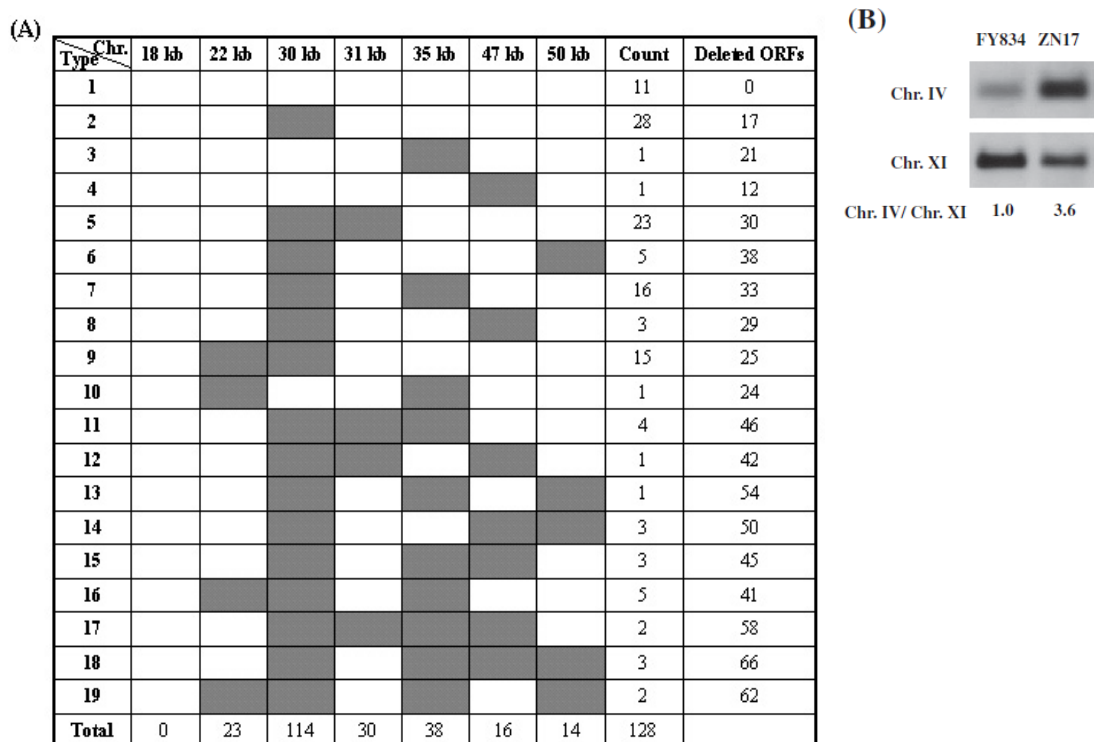 (A)
Chr. Type 18 kb 22 kb 30 kb 31 kb 35 kb 47 kb 50 kb Count Deleted ORFs
1 11 0
2 28 17
3 1 21
4 1 12
5 23 30
6 5 38
7 16 33
8 3 29
9 15 25
10 1 24
11 4 46
12 1 42
13 1 54
14 3 50
15 3 45
16 5 41
17 2 58
18 3 66
19 2 62
Total 0 23 114 30 38 16 14 128
(B)
FY834 ZN17
Chr. IV
Chr. XI
Chr. IV/ Chr. XI 1.0 3.6